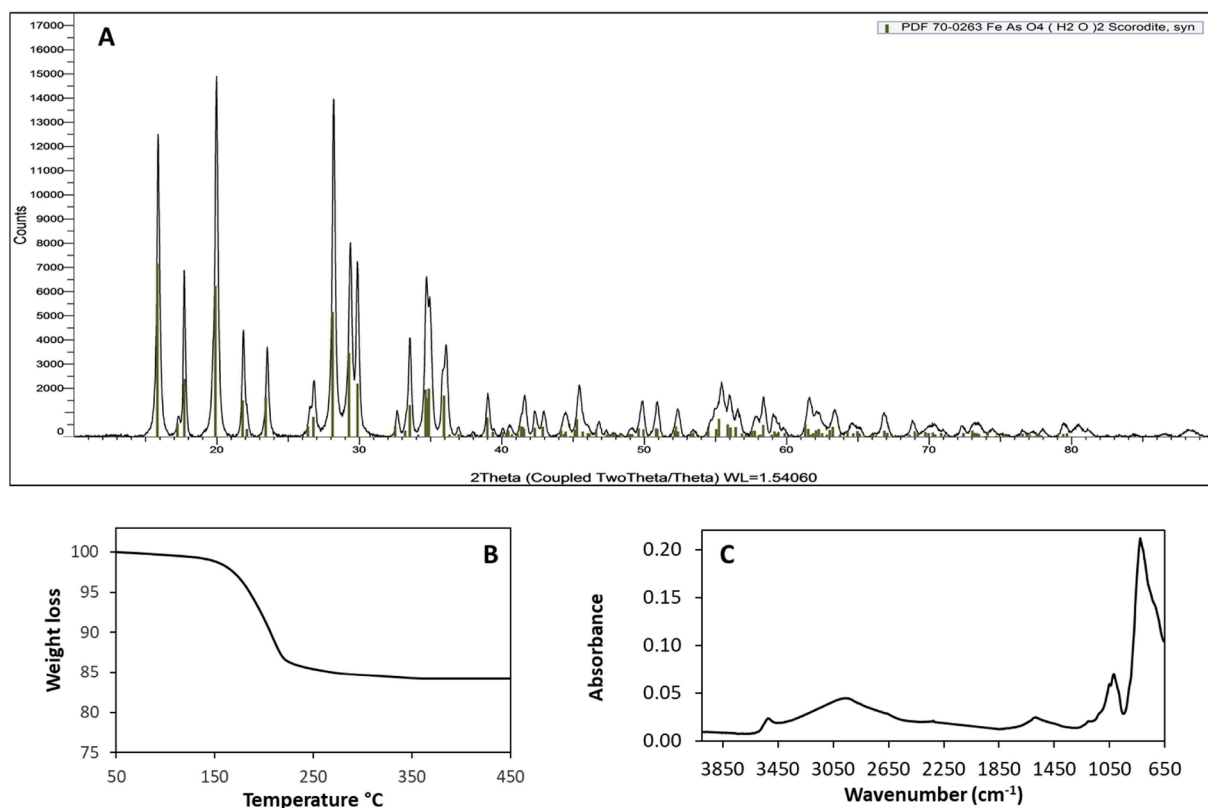 A
PDF 70-0263 Fe As O4 ( H2 O )2 Scorodite, syn
17000
16000
15000
14000
13000
12000
11000
10000
9000
8000
7000
6000
5000
4000
3000
2000
1000
0
Counts
20 30 40 50 60 70 80
2Theta (Coupled TwoTheta/Theta) WL=1.54060
B
100
95
90
85
80
75
Weight loss
50 150 250 350 450
Temperature °C
C
0.20
0.15
0.10
0.05
0.00
Absorbance
3850 3450 3050 2650 2250 1850 1450 1050 650
Wavenumber (cm⁻¹)